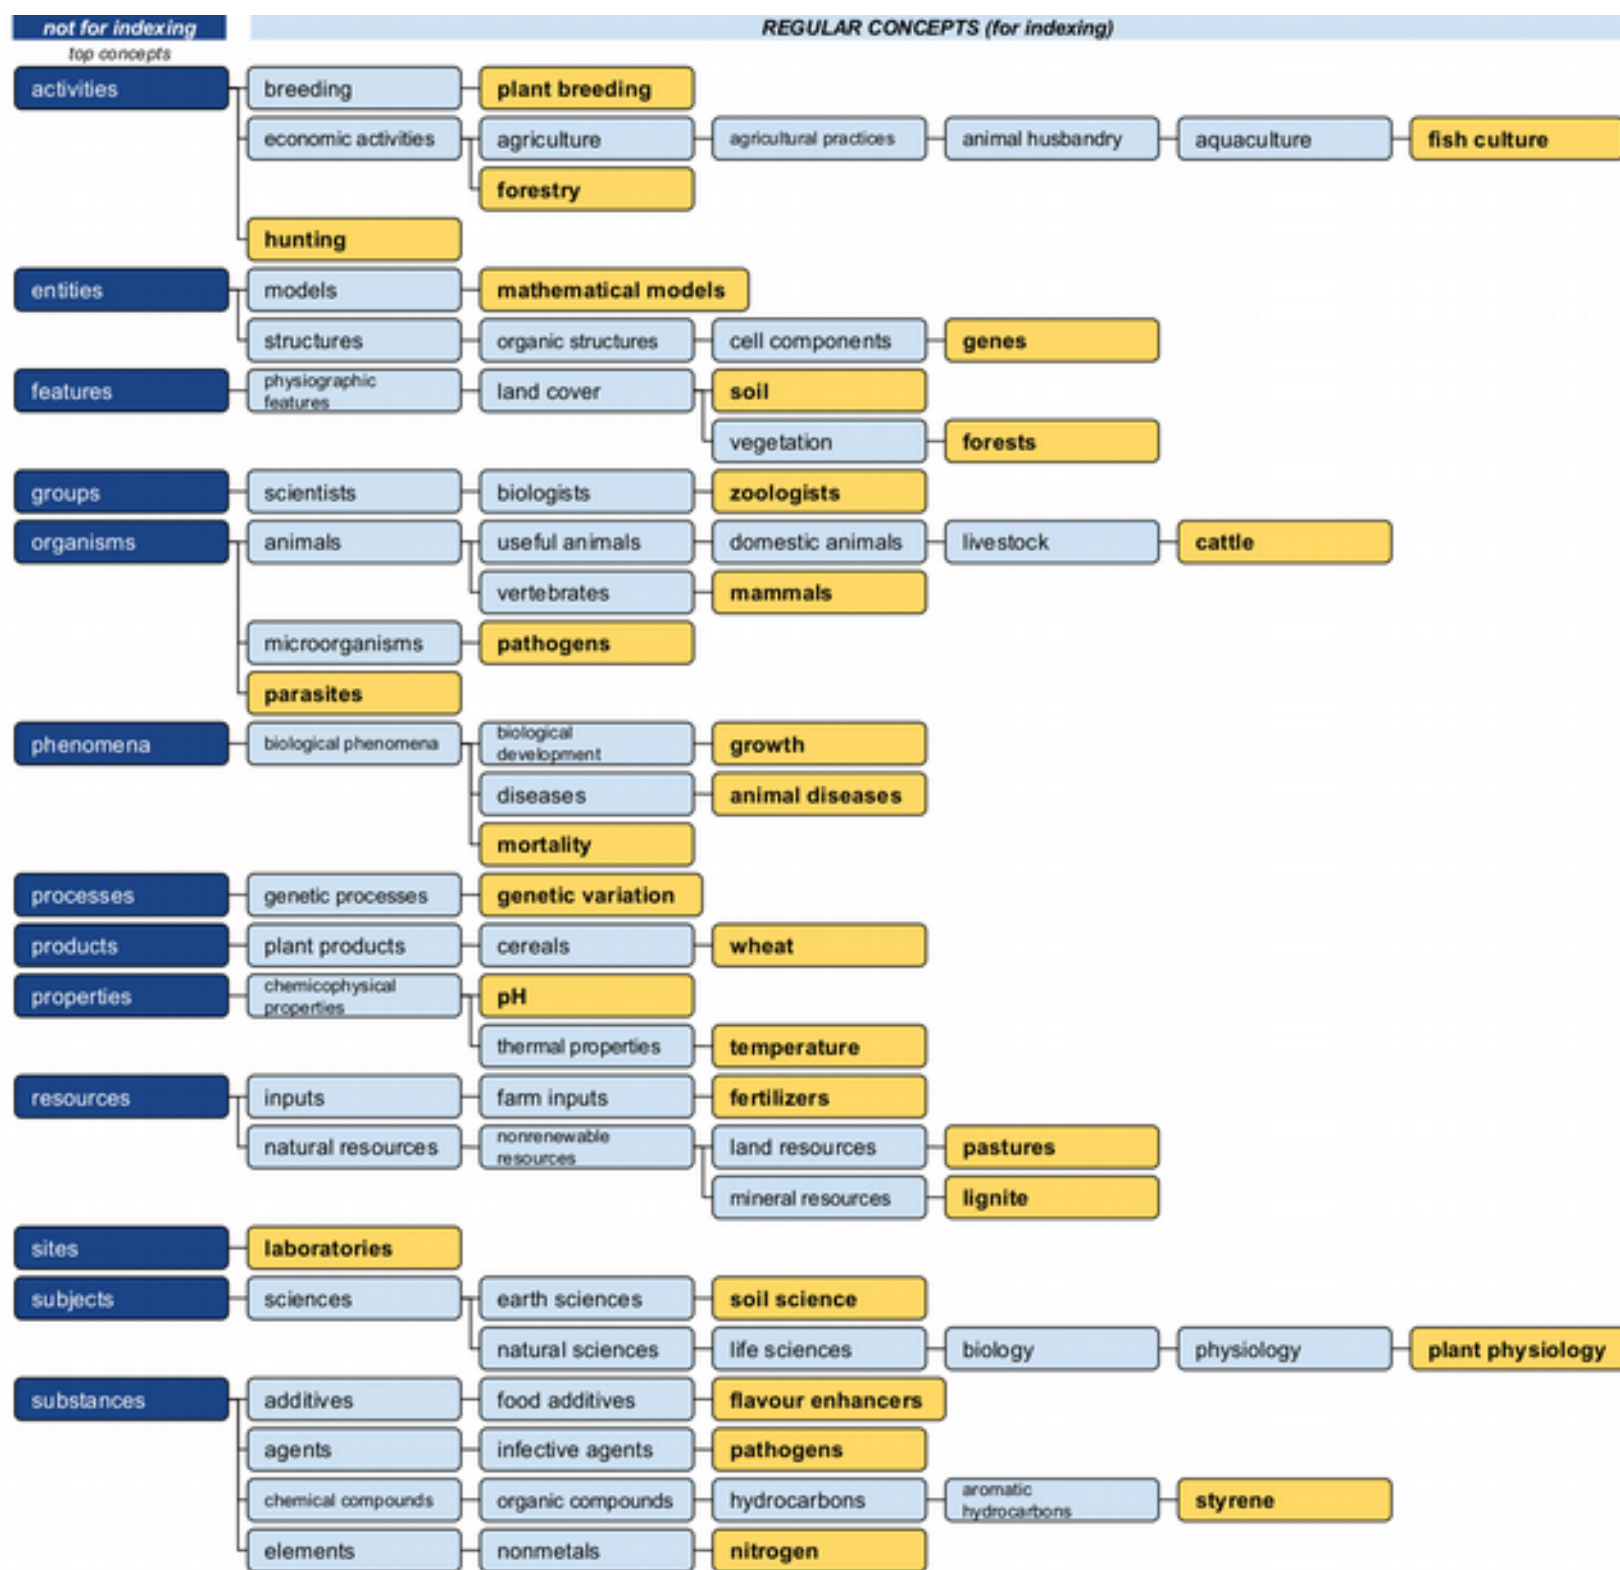 not for indexing REGULAR CONCEPTS (for indexing)
top concepts
activities breeding plant breeding
economic activities agriculture agricultural practices animal husbandry aquaculture fish culture
forestry
hunting
entities models mathematical models
structures organic structures cell components genes
features physiographic features land cover soil
vegetation forests
groups scientists biologists zoologists
organisms animals useful animals domestic animals livestock cattle
vertebrates mammals
microorganisms pathogens
parasites
phenomena biological phenomena biological development growth
diseases animal diseases
mortality
processes genetic processes genetic variation
products plant products cereals wheat
properties chemicophysical properties pH
thermal properties temperature
resources inputs farm inputs fertilizers
natural resources nonrenewable resources land resources pastures
mineral resources lignite
sites laboratories
subjects sciences earth sciences soil science
natural sciences life sciences biology physiology plant physiology
substances additives food additives flavour enhancers
agents infective agents pathogens
chemical compounds organic compounds hydrocarbons aromatic hydrocarbons styrene
elements nonmetals nitrogen